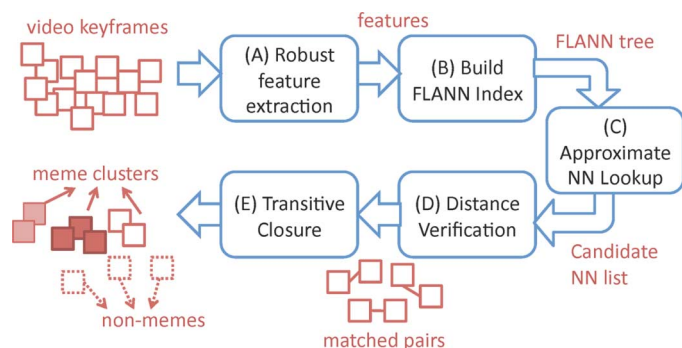 video keyframes
(A) Robust
feature
extraction
features
(B) Build
FLANN Index
FLANN tree
(C)
Approximate
NN Lookup
Candidate
NN list
(D) Distance
Verification
matched pairs
(E) Transitive
Closure
meme clusters
non-memes